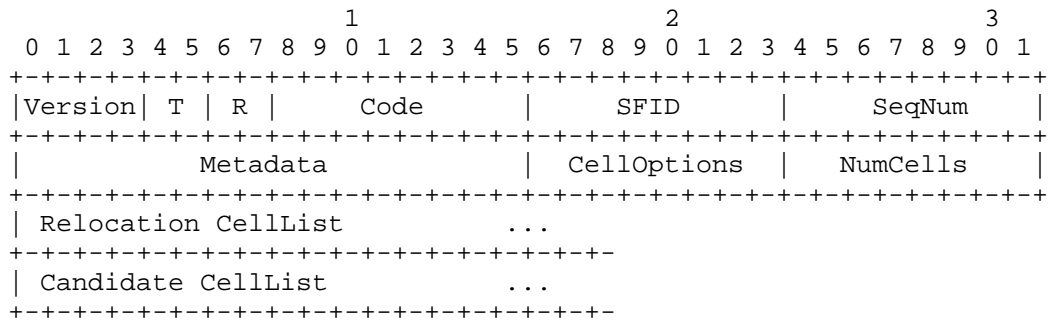 1                   2                   3
 0 1 2 3 4 5 6 7 8 9 0 1 2 3 4 5 6 7 8 9 0 1 2 3 4 5 6 7 8 9 0 1
+-+-+-+-+-+-+-+-+-+-+-+-+-+-+-+-+-+-+-+-+-+-+-+-+-+-+-+-+-+-+-+-+
|Version| T | R |     Code      |     SFID      |     SeqNum    |
+-+-+-+-+-+-+-+-+-+-+-+-+-+-+-+-+-+-+-+-+-+-+-+-+-+-+-+-+-+-+-+-+
|           Metadata            |  CellOptions  |   NumCells    |
+-+-+-+-+-+-+-+-+-+-+-+-+-+-+-+-+-+-+-+-+-+-+-+-+-+-+-+-+-+-+-+-+
| Relocation CellList          ...
+-+-+-+-+-+-+-+-+-+-+-+-+-+-+-+-+-+-+-
| Candidate CellList           ...
+-+-+-+-+-+-+-+-+-+-+-+-+-+-+-+-+-+-+-